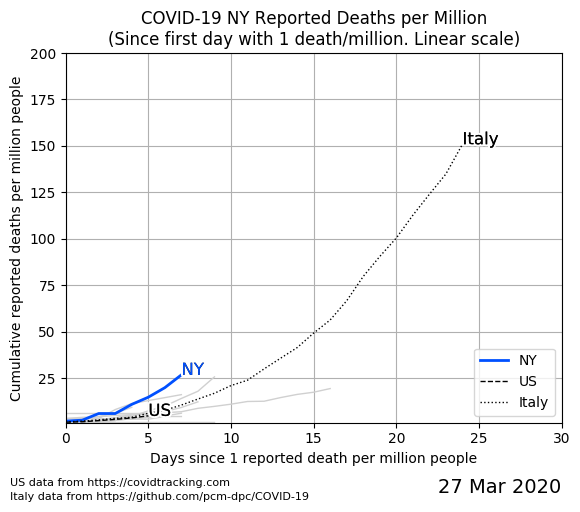 COVID-19 NY Reported Deaths per Million
(Since first day with 1 death/million. Linear scale)
Cumulative reported deaths per million people
200
175
150
125
100
75
50
25
Italy
NY
US
NY
US
Italy
0
5
10
15
20
25
30
Days since 1 reported death per million people
US data from https://covidtracking.com
Italy data from https://github.com/pcm-dpc/COVID-19
27 Mar 2020